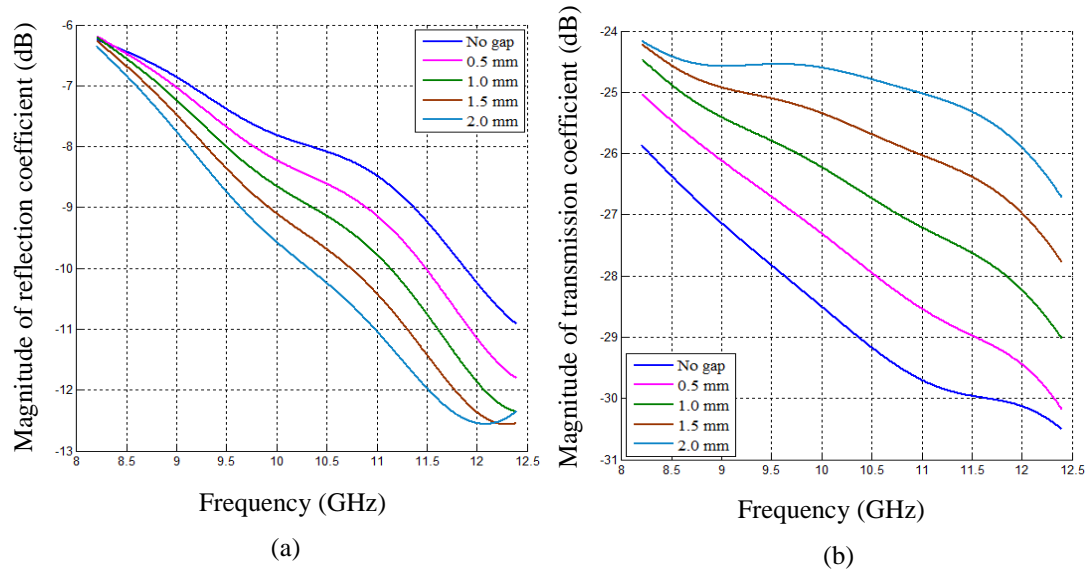 Magnitude of reflection coefficient (dB)
-6
-7
-8
-9
-10
-11
-12
-13
8
8.5
9
9.5
10
10.5
11
11.5
12
12.5
No gap
0.5 mm
1.0 mm
1.5 mm
2.0 mm
Frequency (GHz)
(a)
Magnitude of transmission coefficient (dB)
-24
-25
-26
-27
-28
-29
-30
-31
8
8.5
9
9.5
10
10.5
11
11.5
12
12.5
No gap
0.5 mm
1.0 mm
1.5 mm
2.0 mm
Frequency (GHz)
(b)